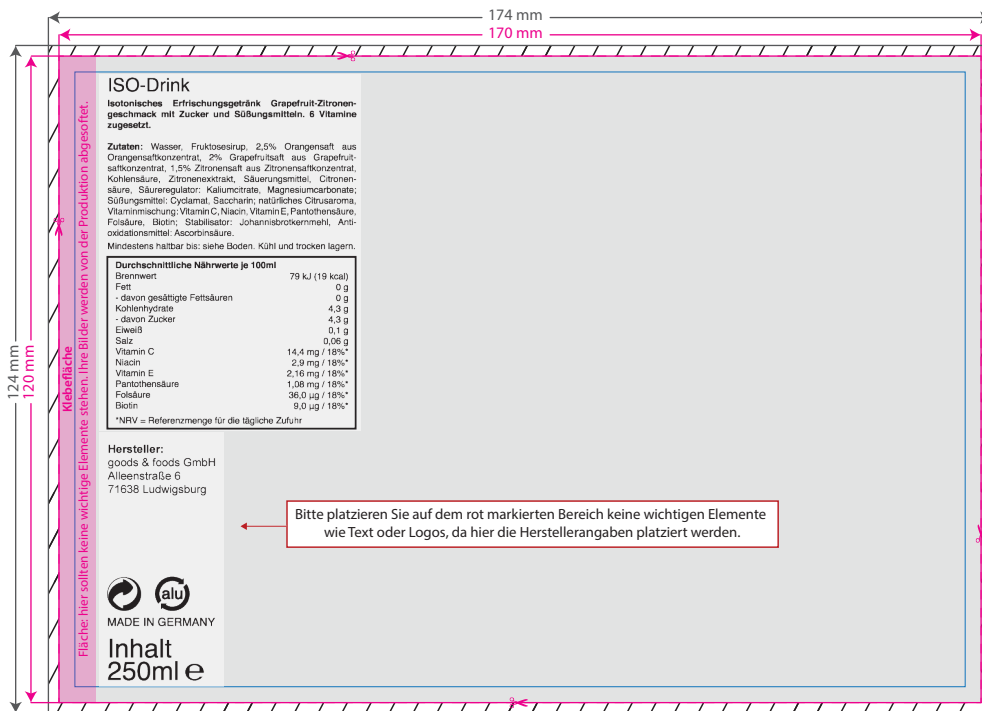 174 mm
170 mm
124 mm
120 mm
Klebefläche
Fläche: hier sollten keine wichtige Elemente stehen. Ihre Bilder werden von der Produktion abgesoftet.
ISO-Drink
Isotonisches Erfrischungsgetränk Grapefruit-Zitronen-
geschmack mit Zucker und Süßungsmitteln. 6 Vitamine
zugesetzt.
Zutaten: Wasser, Fruktosesirup, 2,5% Orangensaft aus
Orangensaftkonzentrat, 2% Grapefruitsaft aus Grapefruit-
saftkonzentrat, 1,5% Zitronensaft aus Zitronensaftkonzentrat,
Kohlensäure, Zitronenexktrakt, Säuerungsmittel, Citronen-
säure, Säureregulator: Kaliumcitrate, Magnesiumcarbonate;
Süßungsmittel: Cyclamat, Saccharin; natürliches Citrusaroma,
Vitaminmischung: Vitamin C, Niacin, Vitamin E, Pantothensäure,
Folsäure, Biotin; Stabilisator: Johannisbrotkernmehl, Anti-
oxidationsmittel: Ascorbinsäure.
Mindestens haltbar bis: siehe Boden. Kühl und trocken lagern.
Durchschnittliche Nährwerte je 100ml
Brennwert 79 kJ (19 kcal)
Fett 0 g
- davon gesättigte Fettsäuren 0 g
Kohlenhydrate 4,3 g
- davon Zucker 4,3 g
Eiweiß 0,1 g
Salz 0,06 g
Vitamin C 14,4 mg / 18%*
Niacin 2,9 mg / 18%*
Vitamin E 2,16 mg / 18%*
Pantothensäure 1,08 mg / 18%*
Folsäure 36,0 µg / 18%*
Biotin 9,0 µg / 18%*
*NRV = Referenzmenge für die tägliche Zufuhr
Hersteller:
goods & foods GmbH
Alleenstraße 6
71638 Ludwigsburg
Bitte platzieren Sie auf dem rot markierten Bereich keine wichtigen Elemente
wie Text oder Logos, da hier die Herstellerangaben platziert werden.
alu
MADE IN GERMANY
Inhalt
250ml ℮